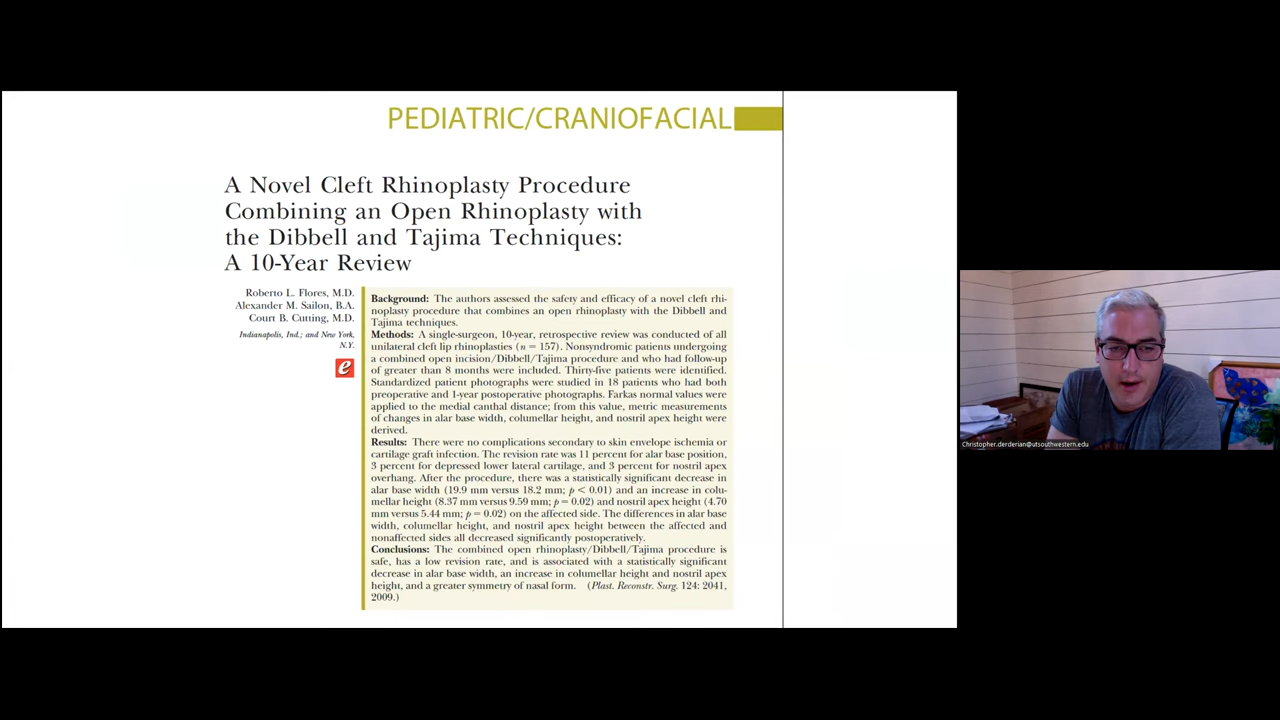 PEDIATRIC/CRANIOFACIAL
A Novel Cleft Rhinoplasty Procedure
Combining an Open Rhinoplasty with
the Dibbell and Tajima Techniques:
A 10-Year Review
Roberto L. Flores, M.D.
Alexander M. Sailon, B.A.
Court B. Cutting, M.D.
Indianapolis, Ind.; and New York,
N.Y.
e
Background: The authors assessed the safety and efficacy of a novel cleft rhi-
noplasty procedure that combines an open rhinoplasty with the Dibbell and
Tajima techniques.
Methods: A single-surgeon, 10-year, retrospective review was conducted of all
unilateral cleft lip rhinoplasties (n = 157). Nonsyndromic patients undergoing
a combined open incision/Dibbell/Tajima procedure and who had follow-up
of greater than 8 months were included. Thirty-five patients were identified.
Standardized patient photographs were studied in 18 patients who had both
preoperative and 1-year postoperative photographs. Farkas normal values were
applied to the medial canthal distance; from this value, metric measurements
of changes in alar base width, columellar height, and nostril apex height were
derived.
Results: There were no complications secondary to skin envelope ischemia or
cartilage graft infection. The revision rate was 11 percent for alar base position,
3 percent for depressed lower lateral cartilage, and 3 percent for nostril apex
overhang. After the procedure, there was a statistically significant decrease in
alar base width (19.9 mm versus 18.2 mm; p < 0.01) and an increase in colu-
mellar height (8.37 mm versus 9.59 mm; p = 0.02) and nostril apex height (4.70
mm versus 5.44 mm; p = 0.02) on the affected side. The differences in alar base
width, columellar height, and nostril apex height between the affected and
nonaffected sides all decreased significantly postoperatively.
Conclusions: The combined open rhinoplasty/Dibbell/Tajima procedure is
safe, has a low revision rate, and is associated with a statistically significant
decrease in alar base width, an increase in columellar height and nostril apex
height, and a greater symmetry of nasal form. (Plast. Reconstr. Surg. 124: 2041,
2009.)
Christopher.derderian@utsouthwestern.edu